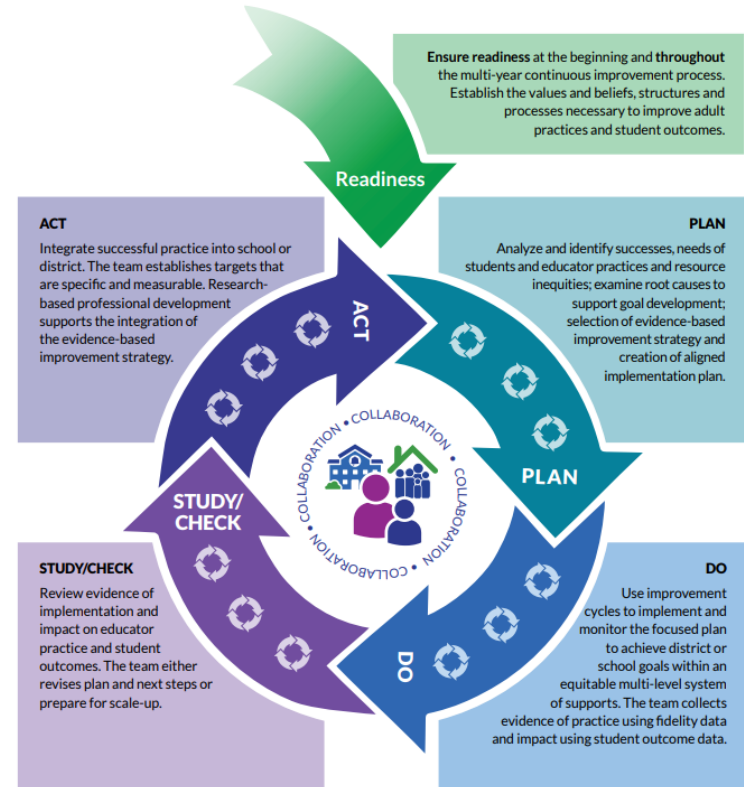 Ensure readiness at the beginning and throughout
the multi-year continuous improvement process.
Establish the values and beliefs, structures and
processes necessary to improve adult
practices and student outcomes.
Readiness
ACT
Integrate successful practice into school or
district. The team establishes targets that
are specific and measurable. Research-
based professional development
supports the integration of
the evidence-based
improvement strategy.
PLAN
Analyze and identify successes, needs of
students and educator practices and resource
inequities; examine root causes to
support goal development;
selection of evidence-based
improvement strategy and
creation of aligned
implementation plan.
ACT
PLAN
COLLABORATION • COLLABORATION • COLLABORATION • COLLABORATION •
STUDY/
CHECK
DO
STUDY/CHECK
Review evidence of
implementation and
impact on educator
practice and student
outcomes. The team either
revises plan and next steps or
prepare for scale-up.
DO
Use improvement
cycles to implement and
monitor the focused plan
to achieve district or
school goals within an
equitable multi-level system
of supports. The team collects
evidence of practice using fidelity data
and impact using student outcome data.